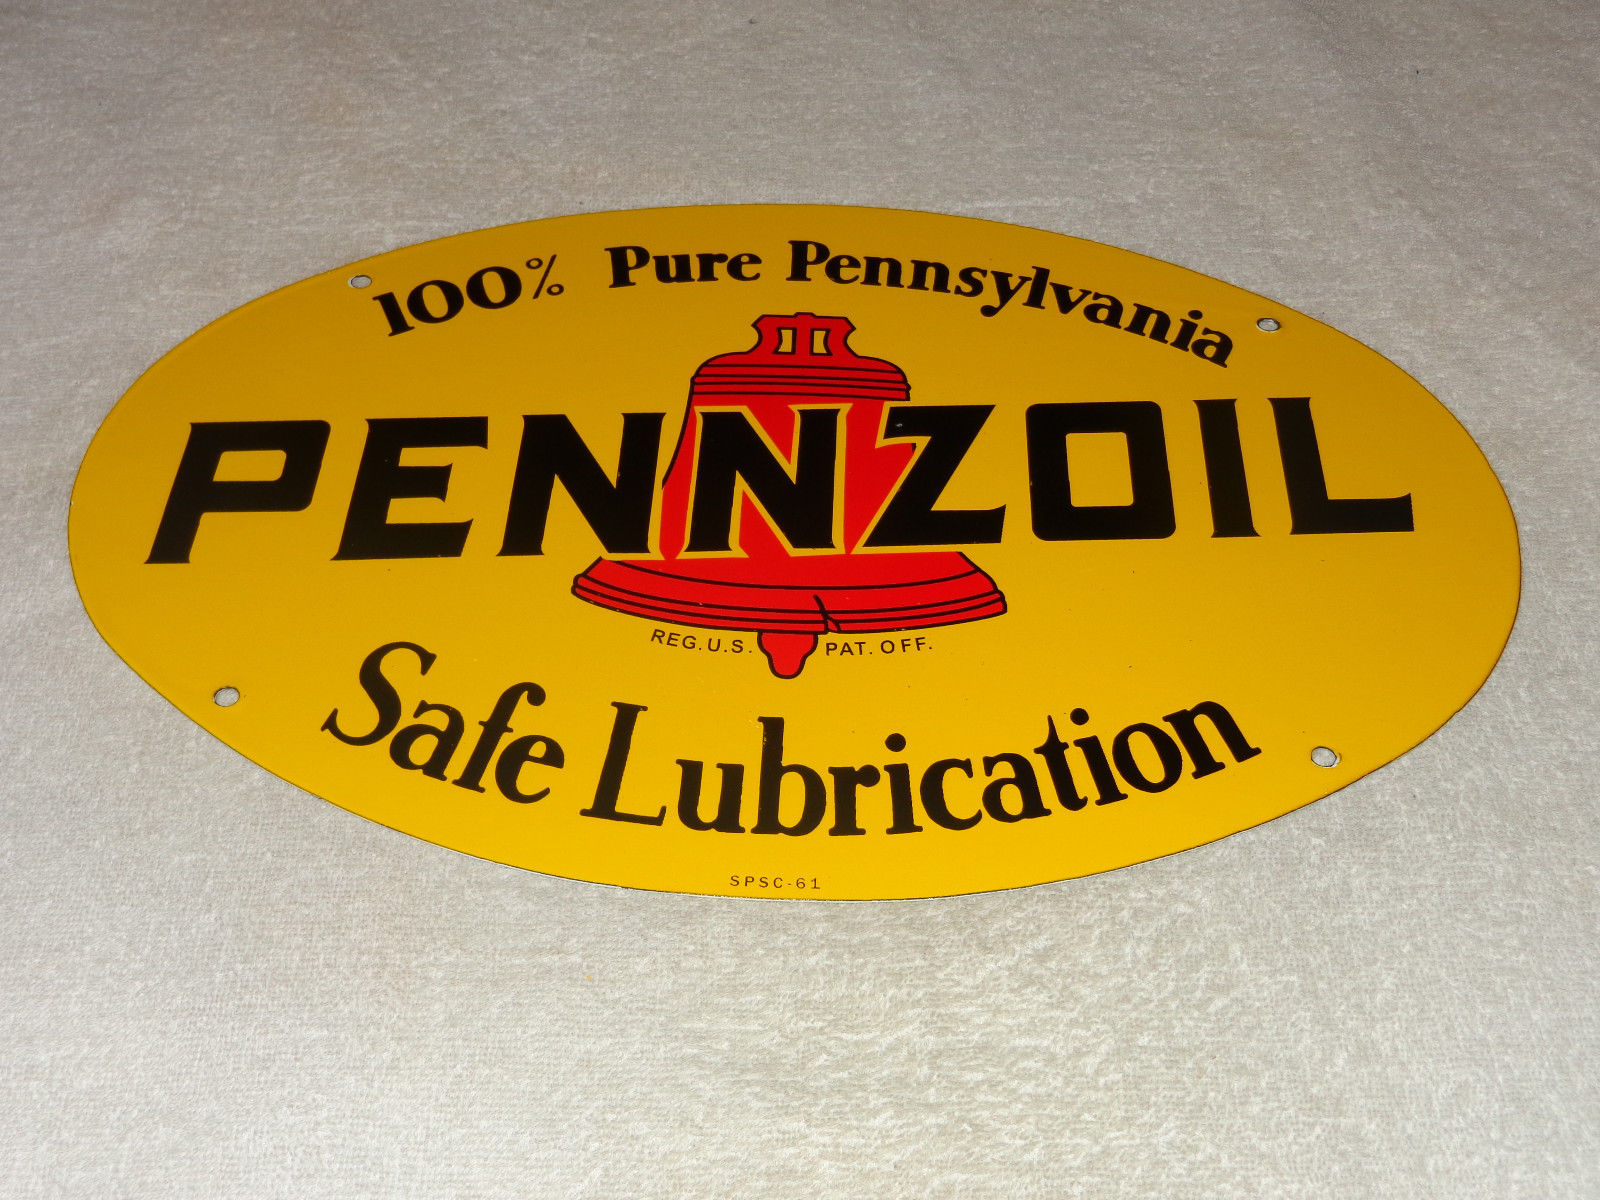 100% Pure Pennsylvania
PENNZOIL
REG. U.S. PAT. OFF.
Safe Lubrication
SPSC-61